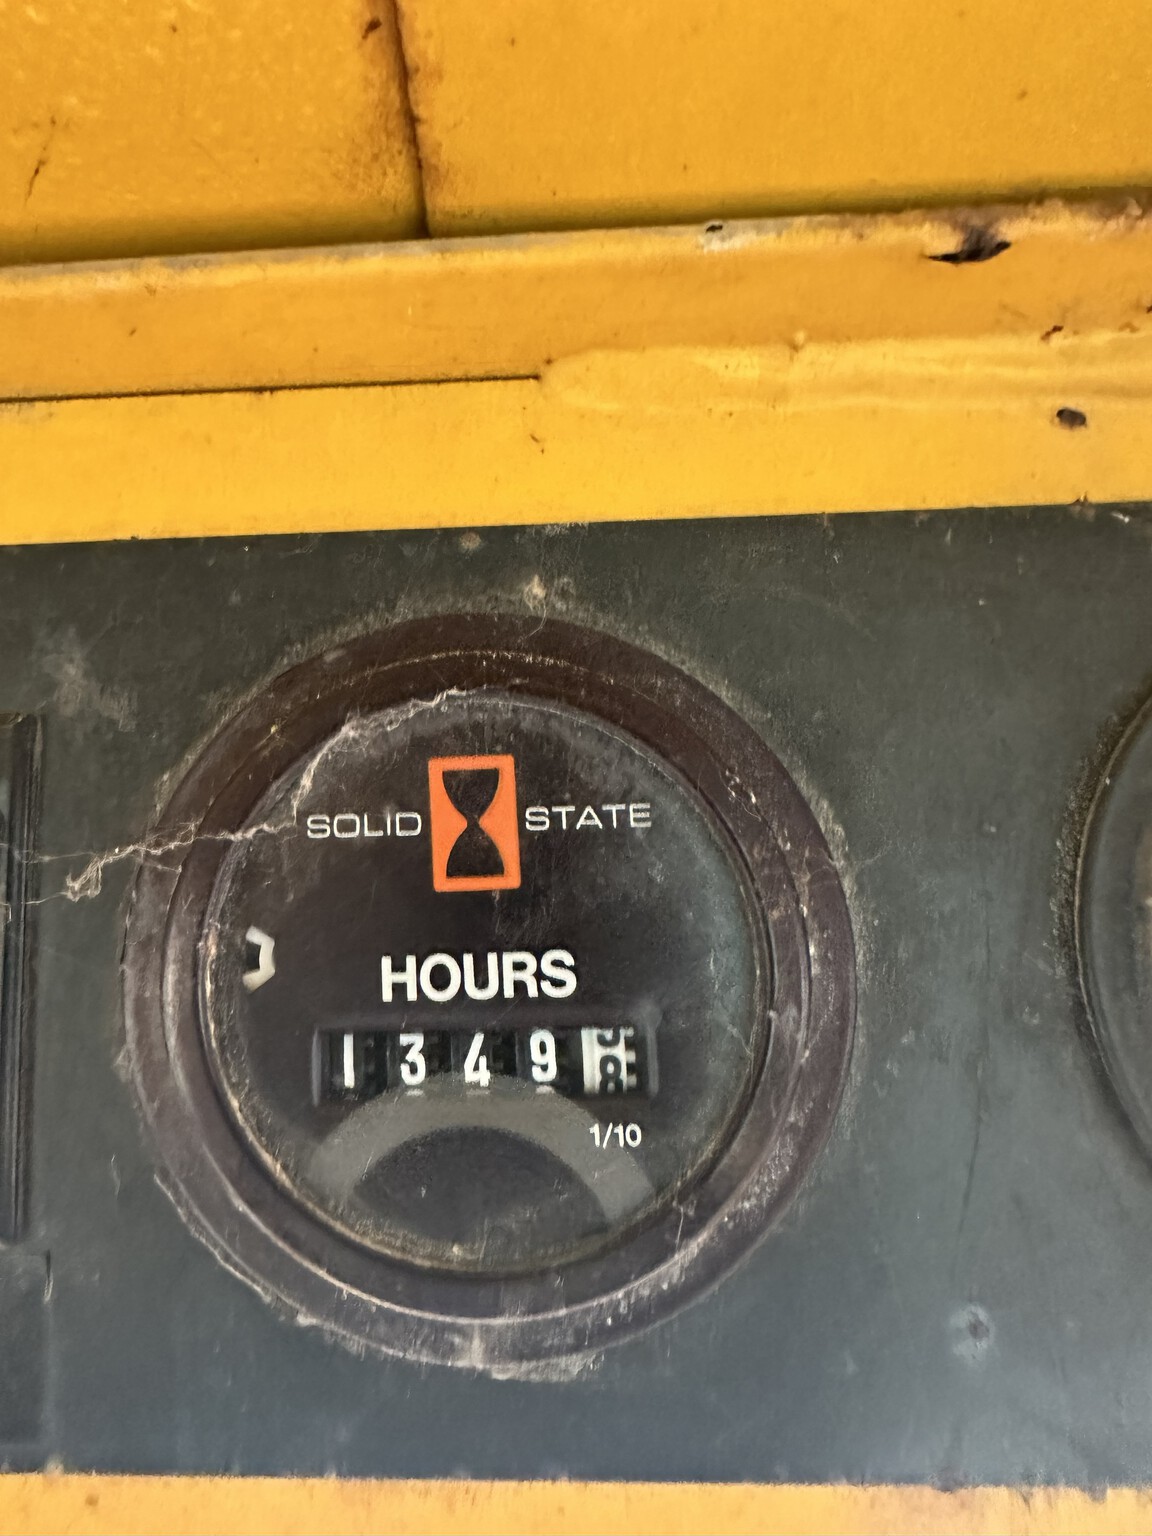 SOLID STATE
HOURS
1349
1/10